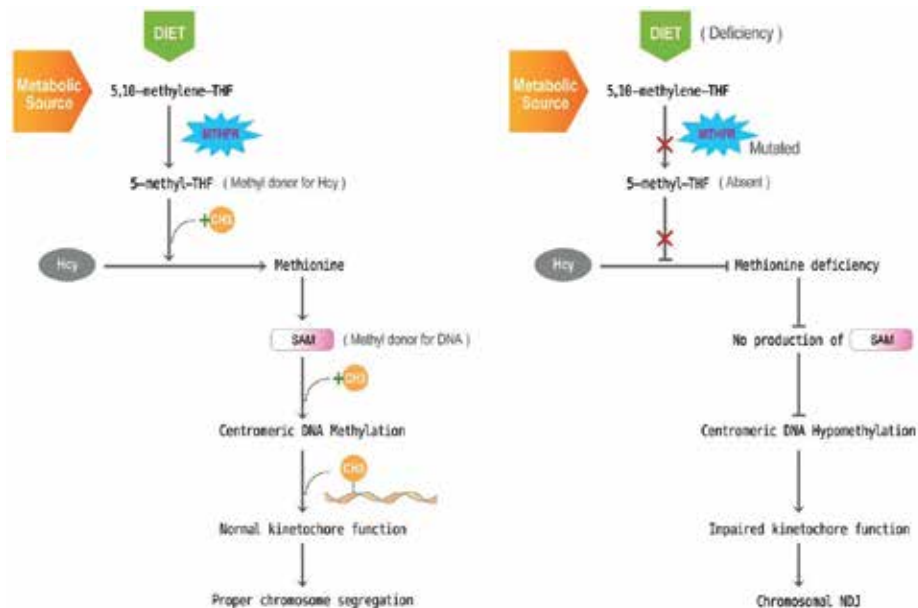 DIET
Metabolic
Source
5,10-methylene-THF
MTHFR
5-methyl-THF ( Methyl donor for Hcy )
+CH3
Hcy
Methionine
SAM ( Methyl donor for DNA )
+CH3
Centromeric DNA Methylation
CH3
Normal kinetochore function
Proper chromosome segregation
DIET ( Deficiency )
Metabolic
Source
5,10-methylene-THF
MTHFR
Mutated
5-methyl-THF ( Absent )
Hcy
Methionine deficiency
No production of SAM
Centromeric DNA Hypomethylation
Impaired kinetochore function
Chromosomal NDJ